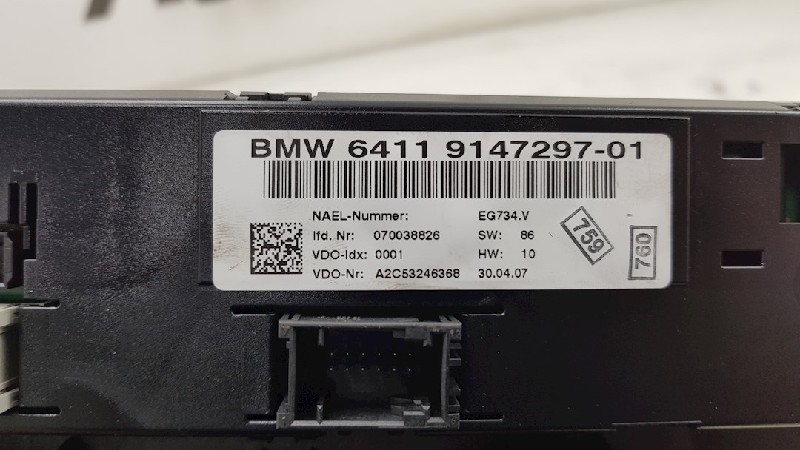 BMW 6411 9147297-01
NAEL-Nummer: EG734.V
lfd. Nr: 070038826 SW: 86
VDO-Idx: 0001 HW: 10
VDO-Nr: A2C53246368 30.04.07
759
760